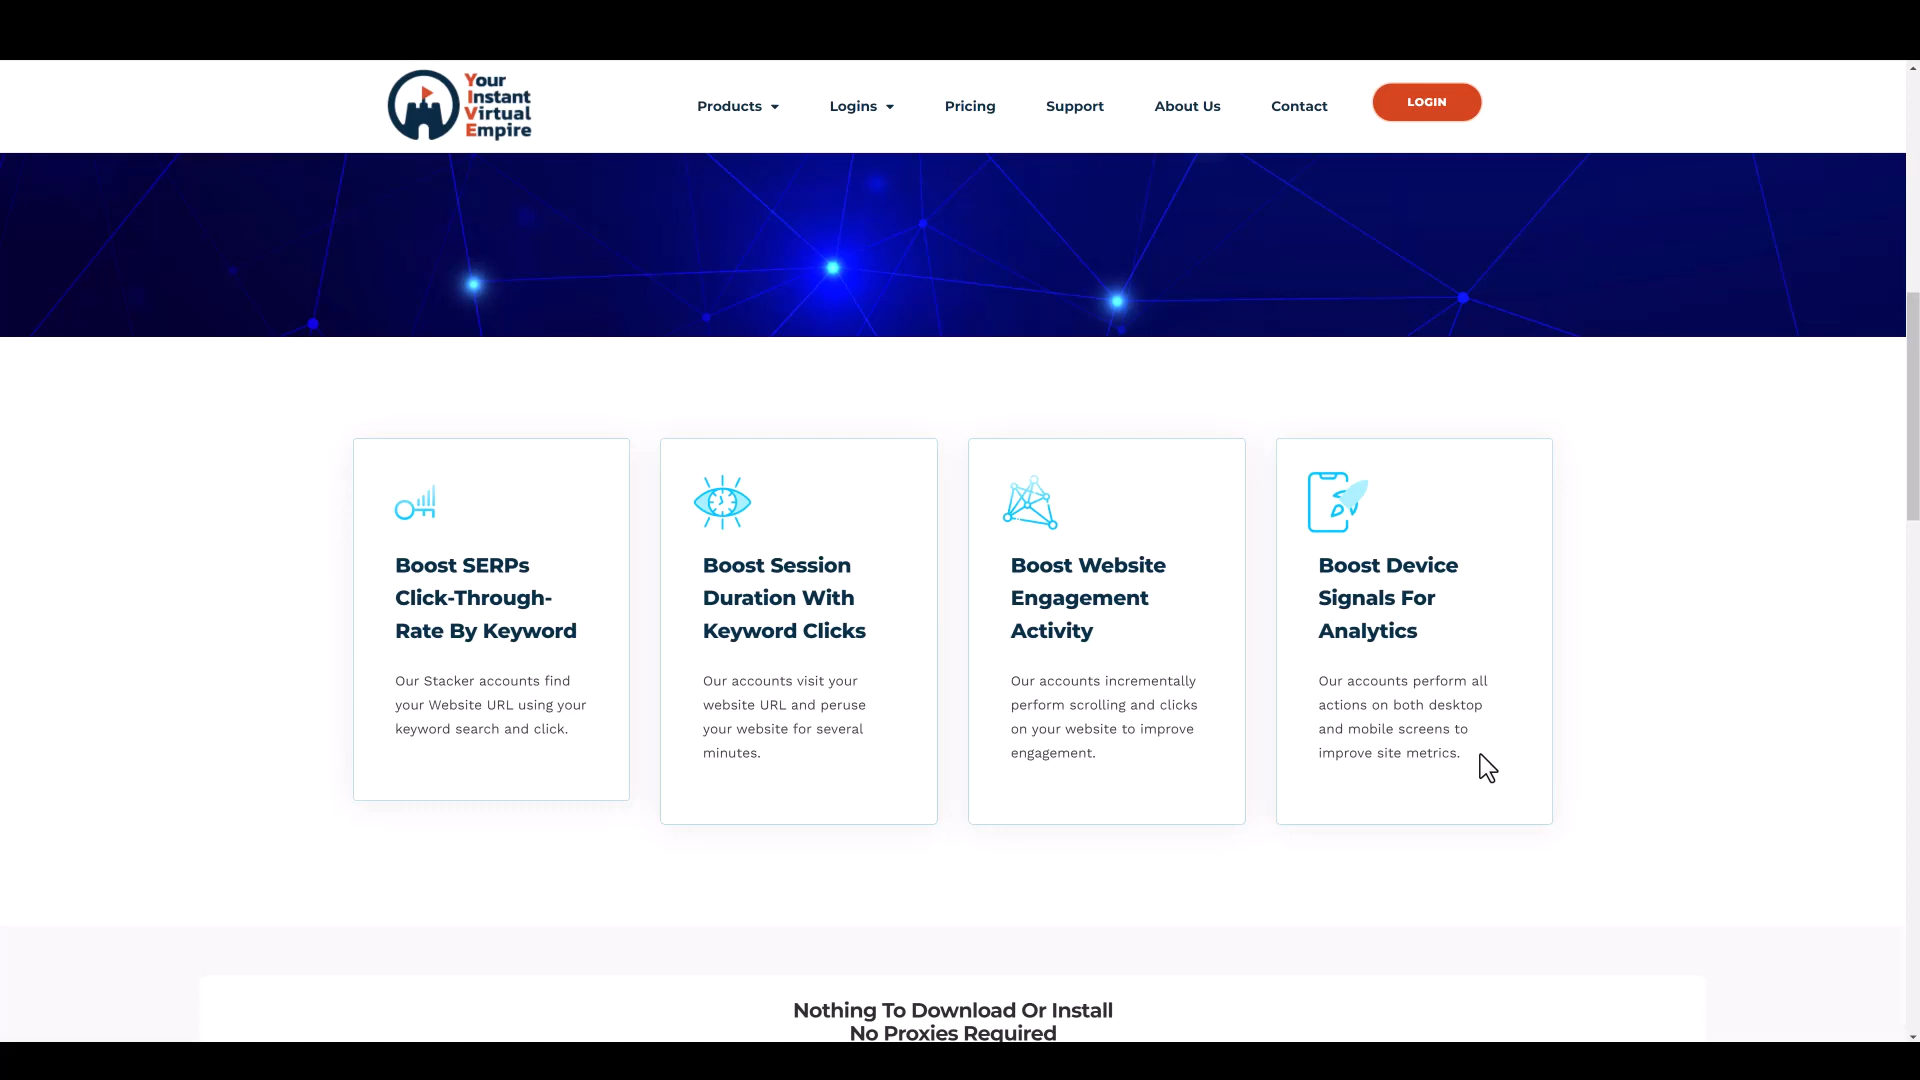 Your
Instant
Virtual
Empire
Products
Logins
Pricing
Support
About Us
Contact
LOGIN
Boost SERPs
Click-Through-
Rate By Keyword
Our Stacker accounts find
your Website URL using your
keyword search and click.
Boost Session
Duration With
Keyword Clicks
Our accounts visit your
website URL and peruse
your website for several
minutes.
Boost Website
Engagement
Activity
Our accounts incrementally
perform scrolling and clicks
on your website to improve
engagement.
Boost Device
Signals For
Analytics
Our accounts perform all
actions on both desktop
and mobile screens to
improve site metrics.
Nothing To Download Or Install
No Proxies Required